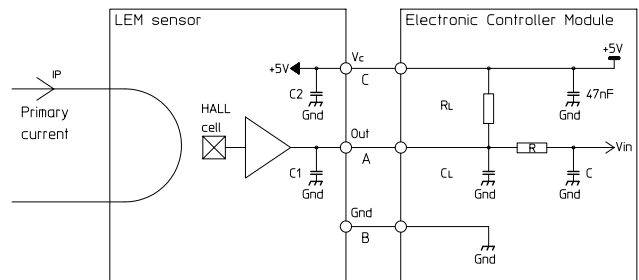 LEM sensor
Electronic Controller Module
IP
Primary
current
HALL
cell
+5V
C2
Gnd
C1
Gnd
Vc
C
Out
A
Gnd
B
+5V
RL
47nF
Gnd
R
Vin
CL
Gnd
C
Gnd
Gnd